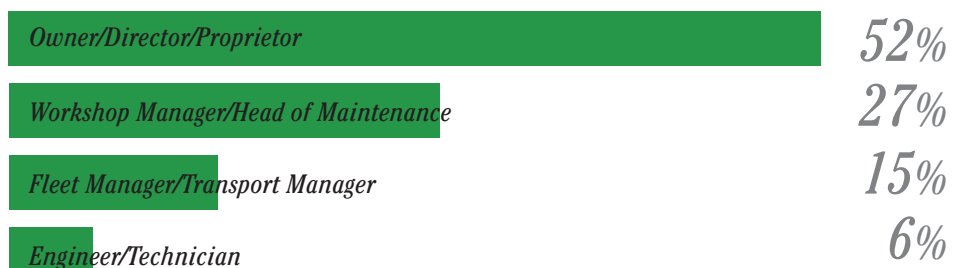 Owner/Director/Proprietor 52%
Workshop Manager/Head of Maintenance 27%
Fleet Manager/Transport Manager 15%
Engineer/Technician 6%